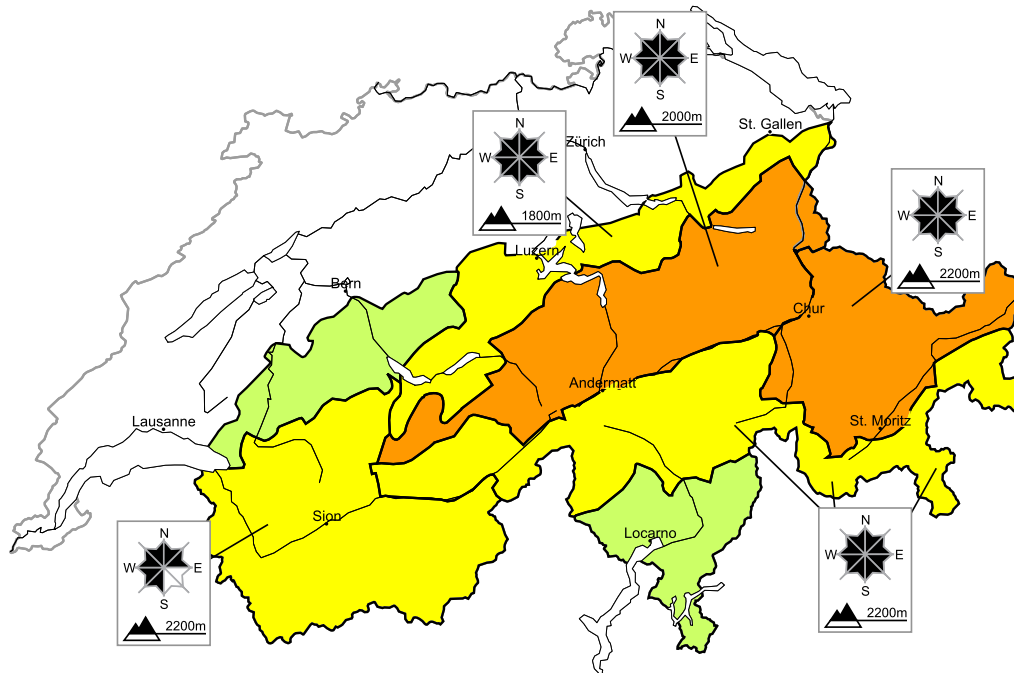 N
W E
S
2000m
N
W E
S
1800m
St. Gallen
Zürich
N
W E
S
2200m
Luzern
Bern
Chur
Andermatt
Lausanne
St. Moritz
Sion
Locarno
N
W E
S
2200m
N
W E
S
2200m